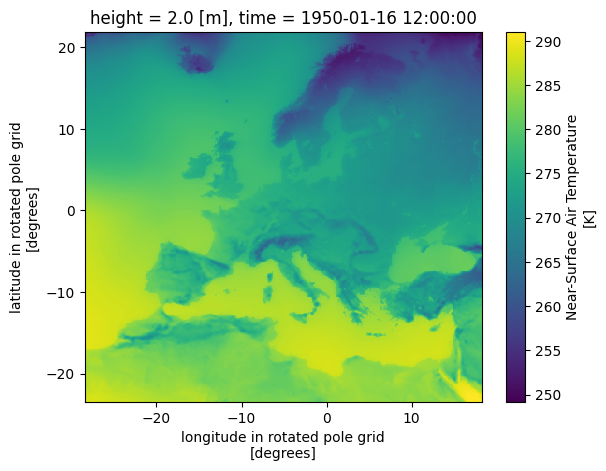 height = 2.0 [m], time = 1950-01-16 12:00:00
20
10
0
−10
−20
latitude in rotated pole grid
[degrees]
−20
−10
0
10
longitude in rotated pole grid
[degrees]
290
285
280
275
270
265
260
255
250
Near-Surface Air Temperature
[K]